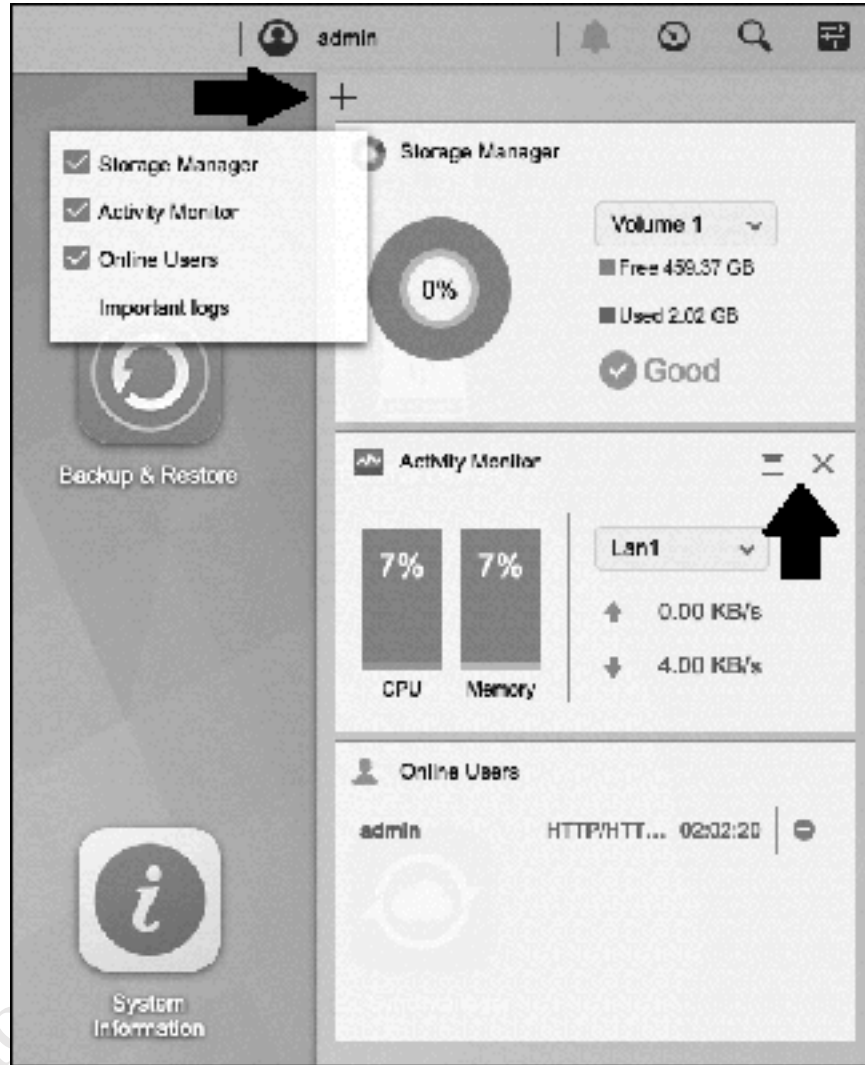 admin
Storage Manager
Activity Monitor
Online Users
Important logs
Backup & Restore
System
Information
Storage Manager
0%
Volume 1
Free 459.37 GB
Used 2.02 GB
Good
Activity Monitor
7%
7%
CPU
Memory
Lan1
0.00 KB/s
4.00 KB/s
Online Users
admin
HTTP/HTT... 02:02:20